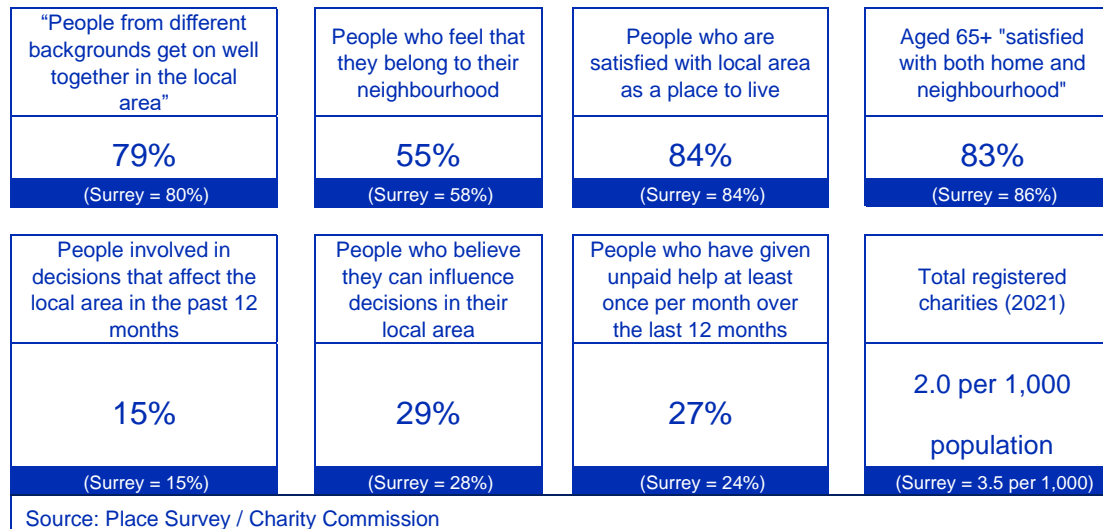 “People from different
backgrounds get on well
together in the local
area”
79%
(Surrey = 80%)
People who feel that
they belong to their
neighbourhood
55%
(Surrey = 58%)
People who are
satisfied with local area
as a place to live
84%
(Surrey = 84%)
Aged 65+ "satisfied
with both home and
neighbourhood"
83%
(Surrey = 86%)
People involved in
decisions that affect the
local area in the past 12
months
15%
(Surrey = 15%)
People who believe
they can influence
decisions in their
local area
29%
(Surrey = 28%)
People who have given
unpaid help at least
once per month over
the last 12 months
27%
(Surrey = 24%)
Total registered
charities (2021)
2.0 per 1,000
population
(Surrey = 3.5 per 1,000)
Source: Place Survey / Charity Commission